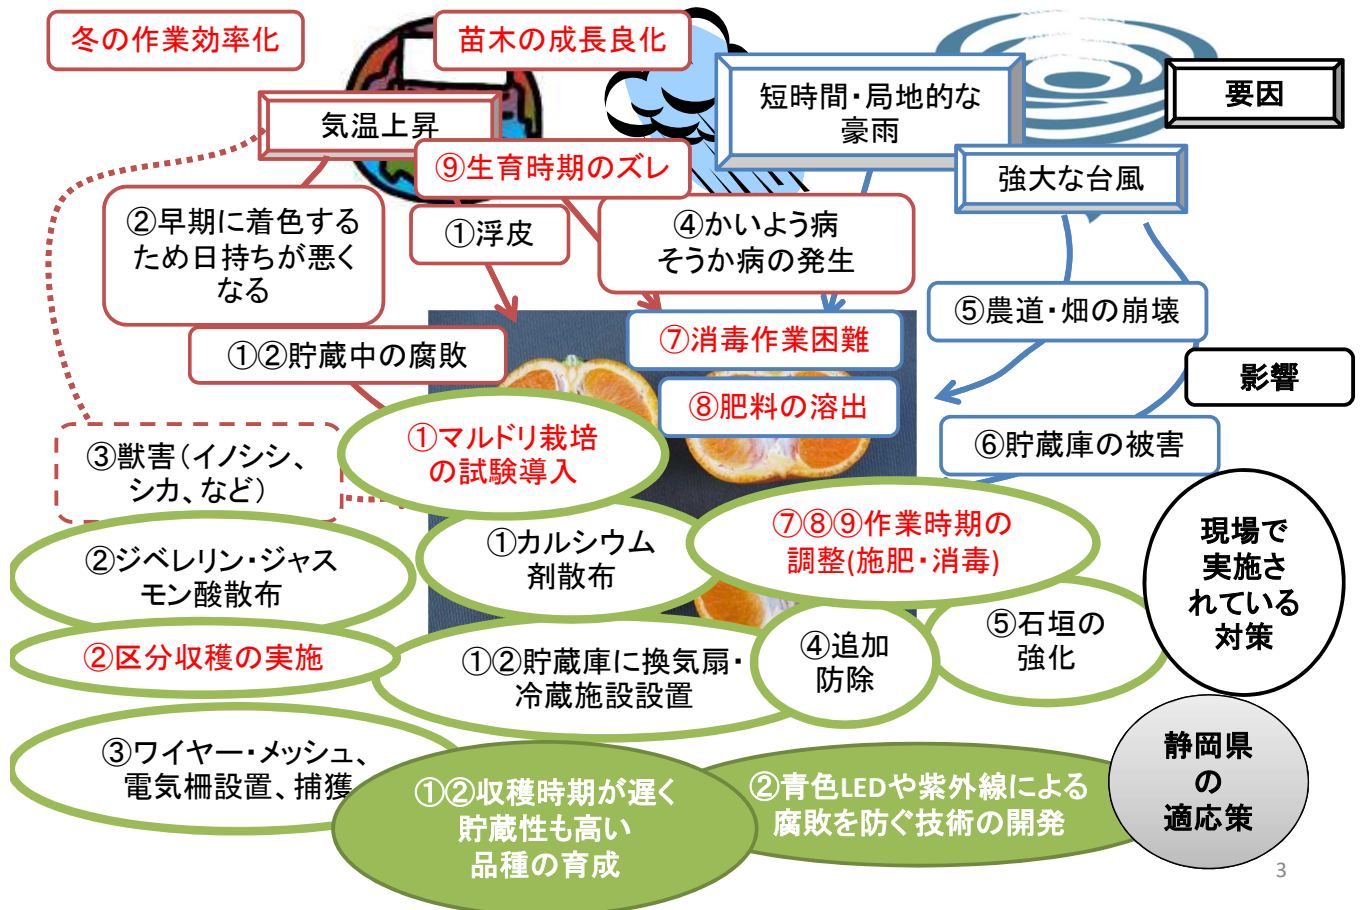 冬の作業効率化
苗木の成長良化
気温上昇
短時間・局地的な
豪雨
要因
強大な台風
⑨生育時期のズレ
②早期に着色する
ため日持ちが悪く
なる
①浮皮
④かいよう病
そうか病の発生
⑤農道・畑の崩壊
①②貯蔵中の腐敗
⑦消毒作業困難
影響
⑧肥料の溶出
③獣害(イノシシ、
シカ、など)
①マルドリ栽培
の試験導入
⑥貯蔵庫の被害
②ジベレリン・ジャス
モン酸散布
①カルシウム
剤散布
⑦⑧⑨作業時期の
調整(施肥・消毒)
現場で
実施さ
れている
対策
②区分収穫の実施
①②貯蔵庫に換気扇・
冷蔵施設設置
④追加
防除
⑤石垣の
強化
③ワイヤー・メッシュ、
電気柵設置、捕獲
①②収穫時期が遅く
貯蔵性も高い
品種の育成
②青色LEDや紫外線による
腐敗を防ぐ技術の開発
静岡県
の
適応策
3